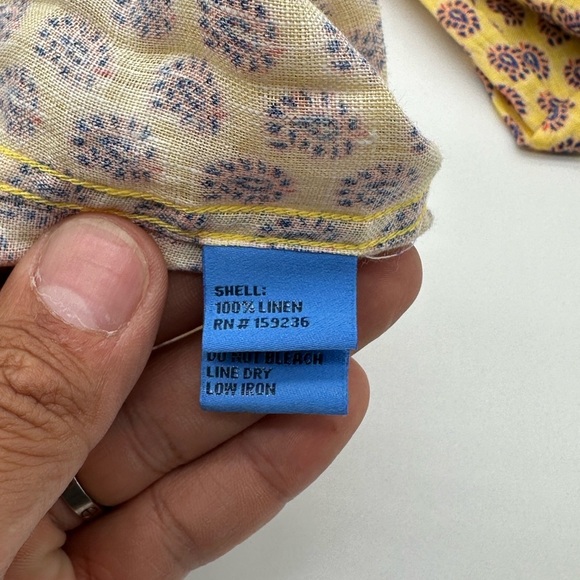 SHELL:
100% LINEN
RN# 159236
DO NOT BLEACH
LINE DRY
LOW IRON